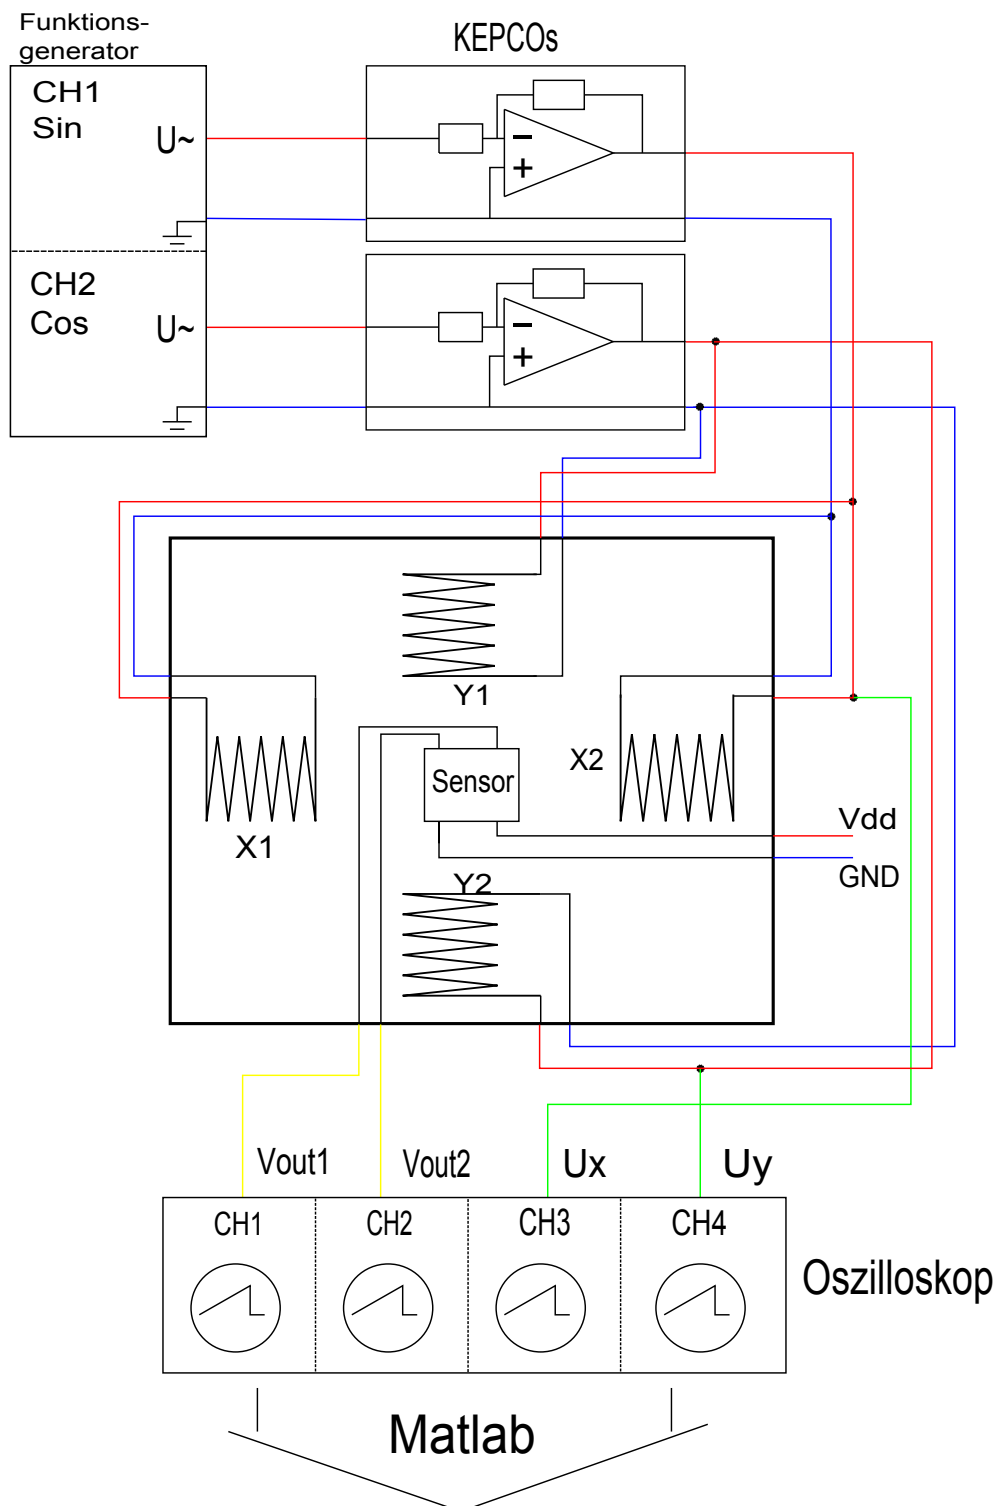 Funktions-
generator
KEPCOs
CH1
Sin
U~
CH2
Cos
U~
−
+
−
+
Y1
X2
Sensor
X1
Vdd
GND
Y2
Vout1
Vout2
Ux
Uy
CH1
CH2
CH3
CH4
Oszilloskop
Matlab